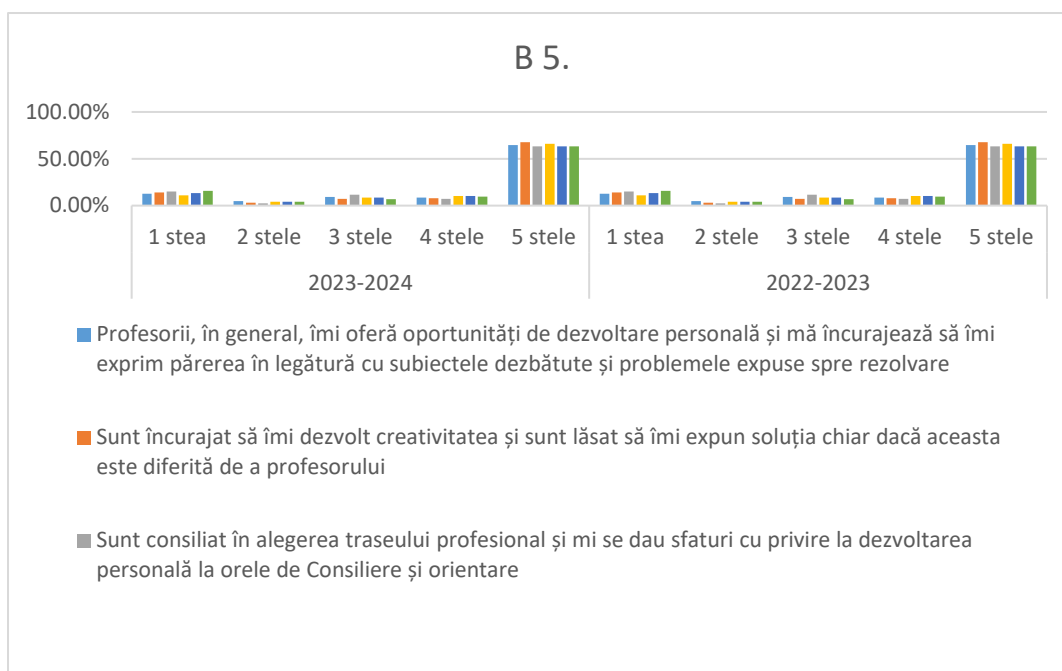 B 5.
100.00%
50.00%
0.00%
1 stea 2 stele 3 stele 4 stele 5 stele 1 stea 2 stele 3 stele 4 stele 5 stele
2023-2024 2022-2023
Profesorii, în general, îmi oferă oportunități de dezvoltare personală și mă încurajează să îmi
exprim părerea în legătură cu subiectele dezbătute și problemele expuse spre rezolvare
Sunt încurajat să îmi dezvolt creativitatea și sunt lăsat să îmi expun soluția chiar dacă aceasta
este diferită de a profesorului
Sunt consiliat în alegerea traseului profesional și mi se dau sfaturi cu privire la dezvoltarea
personală la orele de Consiliere și orientare